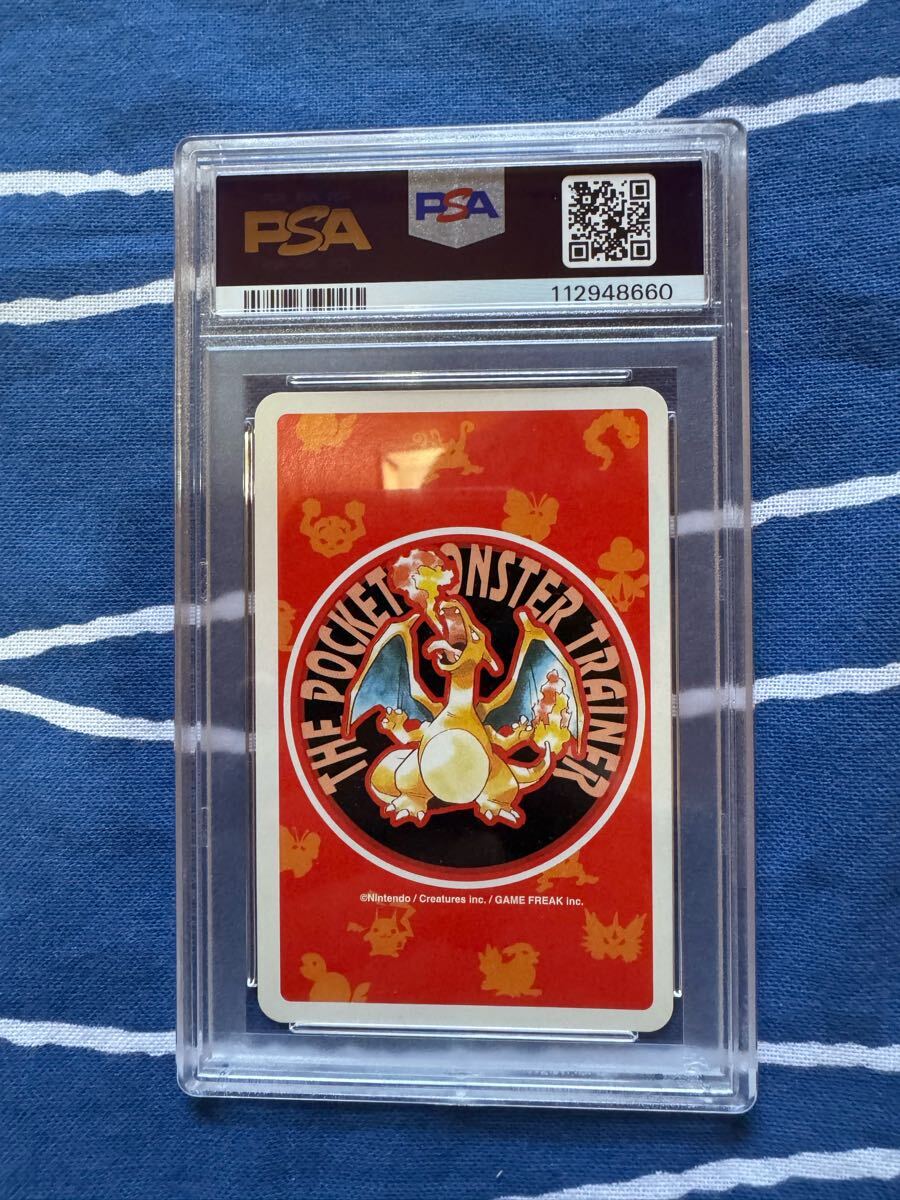 PSA
PSA
112948660
THE POCKET MONSTER TRAINER
©Nintendo / Creatures inc. / GAME FREAK inc.